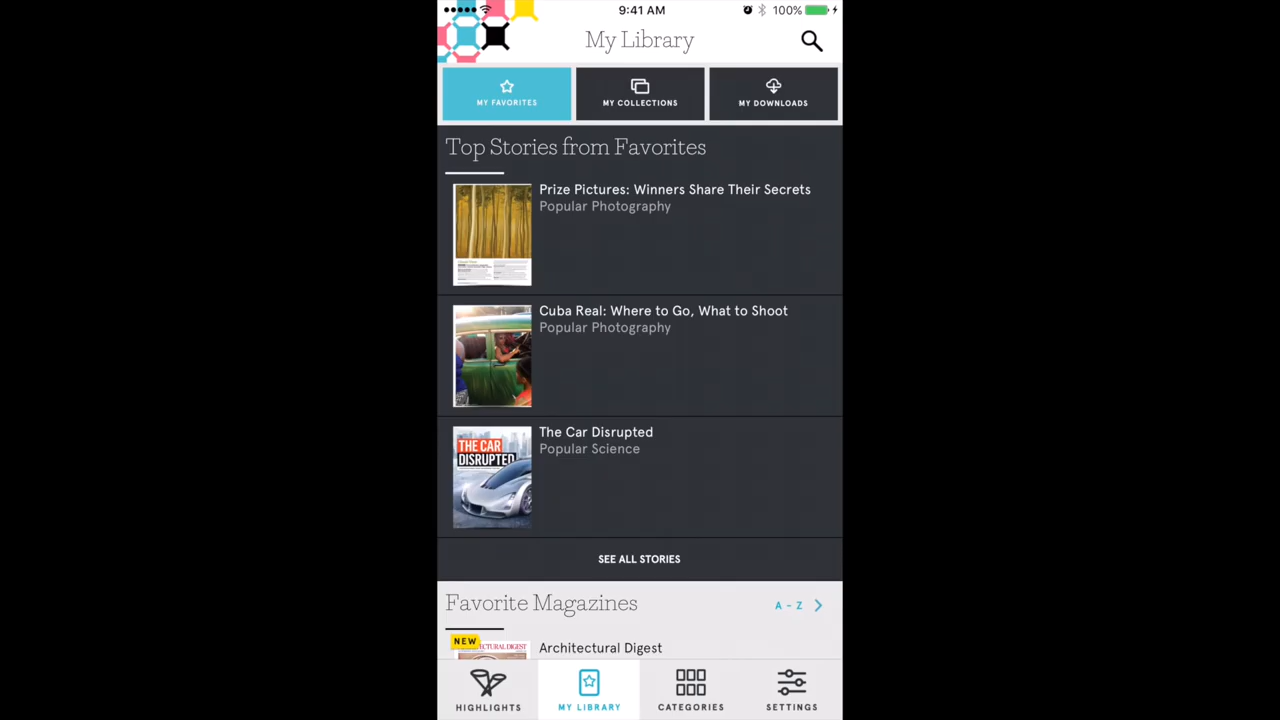 9:41 AM
100%
My Library
MY FAVORITES
MY COLLECTIONS
MY DOWNLOADS
Top Stories from Favorites
Prize Pictures: Winners Share Their Secrets
Popular Photography
Cuba Real: Where to Go, What to Shoot
Popular Photography
THE CAR
DISRUPTED
The Car Disrupted
Popular Science
SEE ALL STORIES
Favorite Magazines
A - Z
NEW
Architectural Digest
HIGHLIGHTS
MY LIBRARY
CATEGORIES
SETTINGS